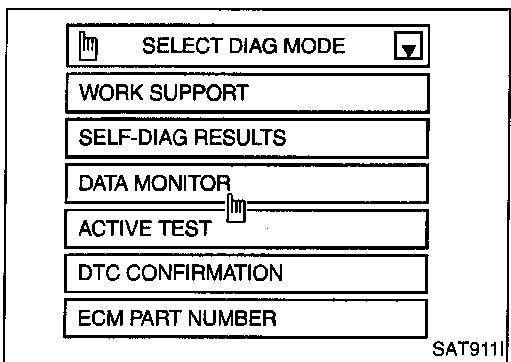 SELECT DIAG MODE
WORK SUPPORT
SELF-DIAG RESULTS
DATA MONITOR
ACTIVE TEST
DTC CONFIRMATION
ECM PART NUMBER
SAT911I